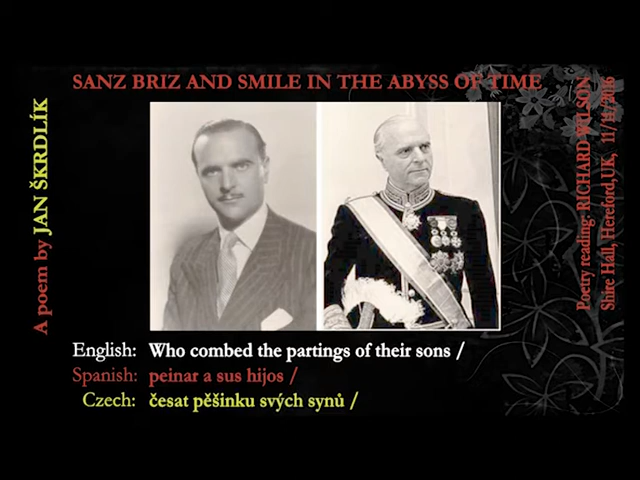 SANZ BRIZ AND SMILE IN THE ABYSS OF TIME
A poem by JAN ŠKRDLÍK
Poetry reading: RICHARD WILSON
Shire Hall, Hereford,UK, 11/11/2016
English: Who combed the partings of their sons /
Spanish: peinar a sus hijos /
Czech: česat pěšinku svých synů /